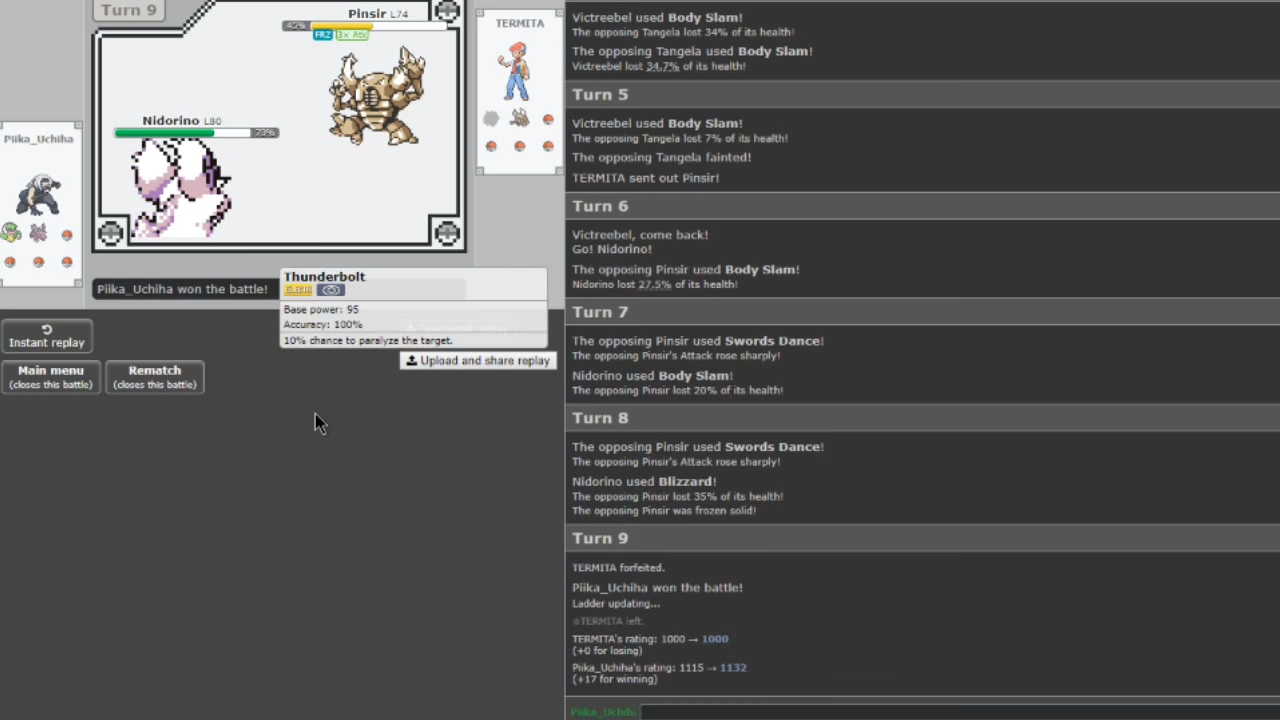 Turn 9
Pinsir L74
45%
FRZ 3× Atk
Nidorino L80
73%
TERMITA
Piika_Uchiha
Piika_Uchiha won the battle!
Thunderbolt
Base power: 95
Accuracy: 100%
10% chance to paralyze the target.
Upload and share replay
Instant replay
Main menu
(closes this battle)
Rematch
(closes this battle)
Victreebel used Body Slam!
The opposing Tangela lost 34% of its health!
The opposing Tangela used Body Slam!
Victreebel lost 34.7% of its health!
Turn 5
Victreebel used Body Slam!
The opposing Tangela lost 7% of its health!
The opposing Tangela fainted!
TERMITA sent out Pinsir!
Turn 6
Victreebel, come back!
Go! Nidorino!
The opposing Pinsir used Body Slam!
Nidorino lost 27.5% of its health!
Turn 7
The opposing Pinsir used Swords Dance!
The opposing Pinsir's Attack rose sharply!
Nidorino used Body Slam!
The opposing Pinsir lost 20% of its health!
Turn 8
The opposing Pinsir used Swords Dance!
The opposing Pinsir's Attack rose sharply!
Nidorino used Blizzard!
The opposing Pinsir lost 35% of its health!
The opposing Pinsir was frozen solid!
Turn 9
TERMITA forfeited.
Piika_Uchiha won the battle!
Ladder updating...
☆TERMITA left.
TERMITA's rating: 1000 → 1000
(+0 for losing)
Piika_Uchiha's rating: 1115 → 1132
(+17 for winning)